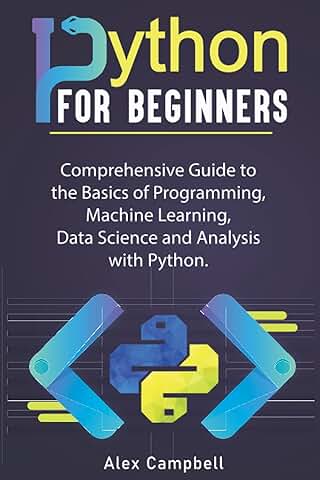 Python
FOR BEGINNERS
Comprehensive Guide to
the Basics of Programming,
Machine Learning,
Data Science and Analysis
with Python.
Alex Campbell